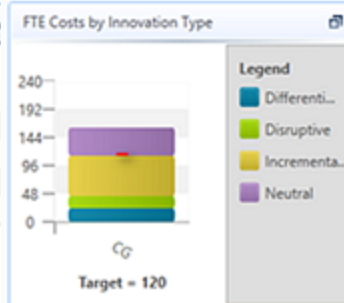 FTE Costs by Innovation Type
240
192
144
96
48
0
CG
Target = 120
Legend
Differenti...
Disruptive
Incrementa...
Neutral